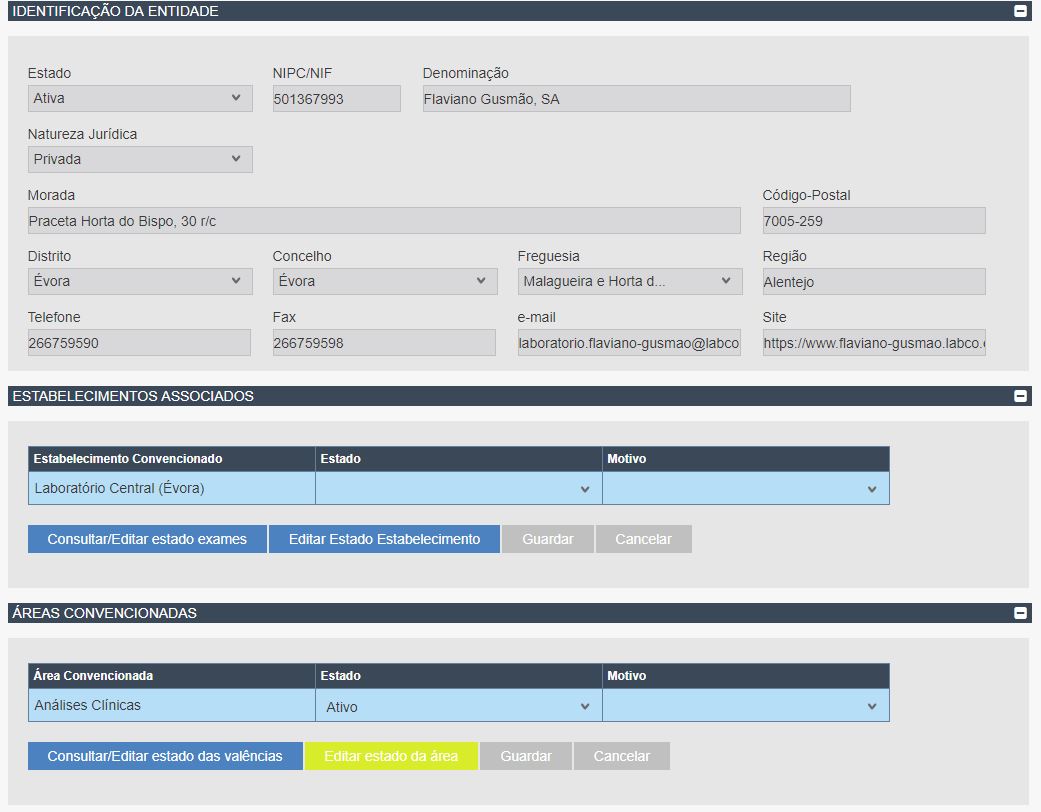 IDENTIFICAÇÃO DA ENTIDADE
Estado NIPC/NIF Denominação
Ativa 501367993 Flaviano Gusmão, SA
Natureza Jurídica
Privada
Morada Código-Postal
Praceta Horta do Bispo, 30 r/c 7005-259
Distrito Concelho Freguesia Região
Évora Évora Malagueira e Horta d... Alentejo
Telefone Fax e-mail Site
266759590 266759598 laboratorio.flaviano-gusmao@labco https://www.flaviano-gusmao.labco.
ESTABELECIMENTOS ASSOCIADOS
Estabelecimento Convencionado Estado Motivo
Laboratório Central (Évora)
Consultar/Editar estado exames Editar Estado Estabelecimento Guardar Cancelar
ÁREAS CONVENCIONADAS
Área Convencionada Estado Motivo
Análises Clínicas Ativo
Consultar/Editar estado das valências Editar estado da área Guardar Cancelar